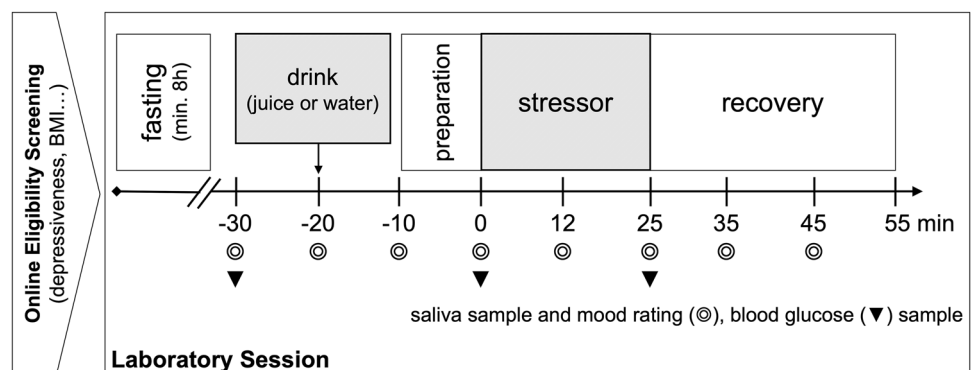 Online Eligibility Screening
(depressiveness, BMI…)
fasting
(min. 8h)
drink
(juice or water)
preparation
stressor
recovery
-30 -20 -10 0 12 25 35 45 55 min
saliva sample and mood rating (◎), blood glucose (▼) sample
Laboratory Session